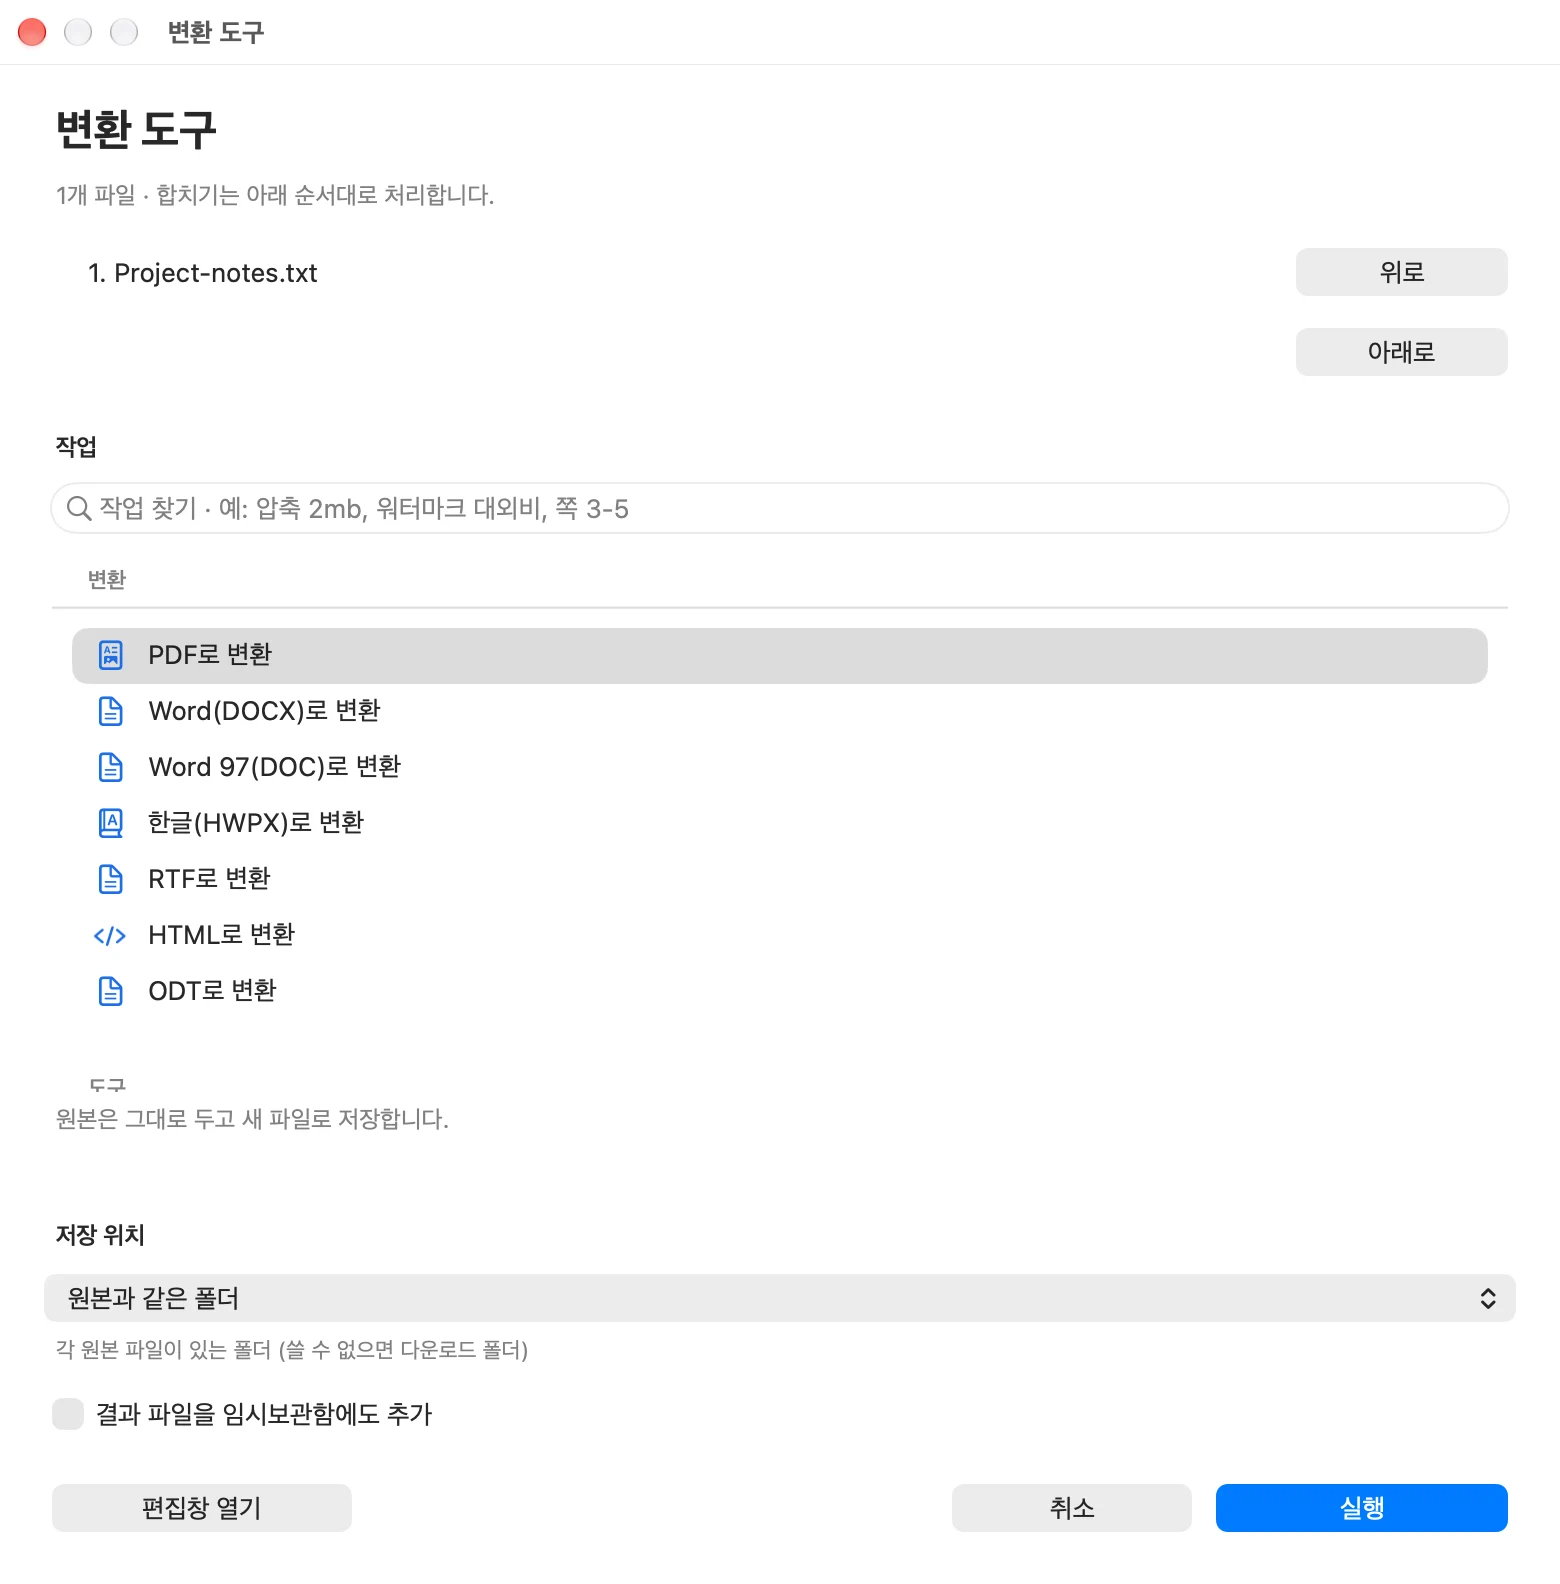 변환 도구
변환 도구
1개 파일 · 합치기는 아래 순서대로 처리합니다.
1. Project-notes.txt
위로
아래로
작업
작업 찾기 · 예: 압축 2mb, 워터마크 대외비, 쪽 3-5
변환
PDF로 변환
Word(DOCX)로 변환
Word 97(DOC)로 변환
한글(HWPX)로 변환
RTF로 변환
HTML로 변환
ODT로 변환
도구
원본은 그대로 두고 새 파일로 저장합니다.
저장 위치
원본과 같은 폴더
각 원본 파일이 있는 폴더 (쓸 수 없으면 다운로드 폴더)
결과 파일을 임시보관함에도 추가
편집창 열기
취소
실행